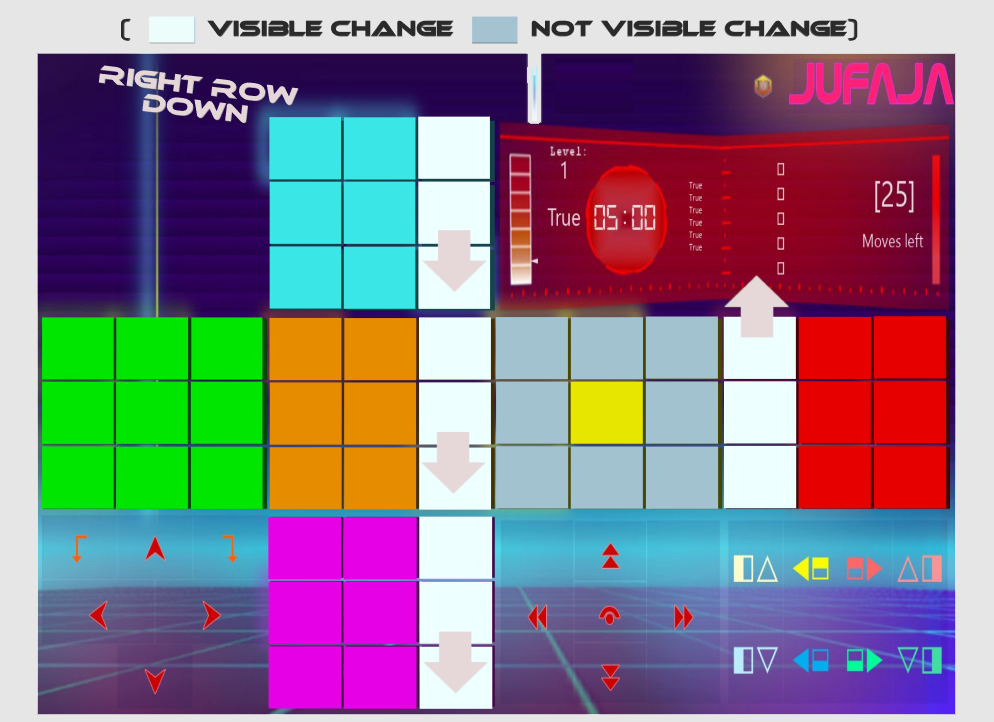 ( VISIBLE CHANGE NOT VISIBLE CHANGE)
RIGHT ROW
DOWN
JUFAJA
Level:
1
True
05:00
True
True
True
True
True
True
[25]
Moves left